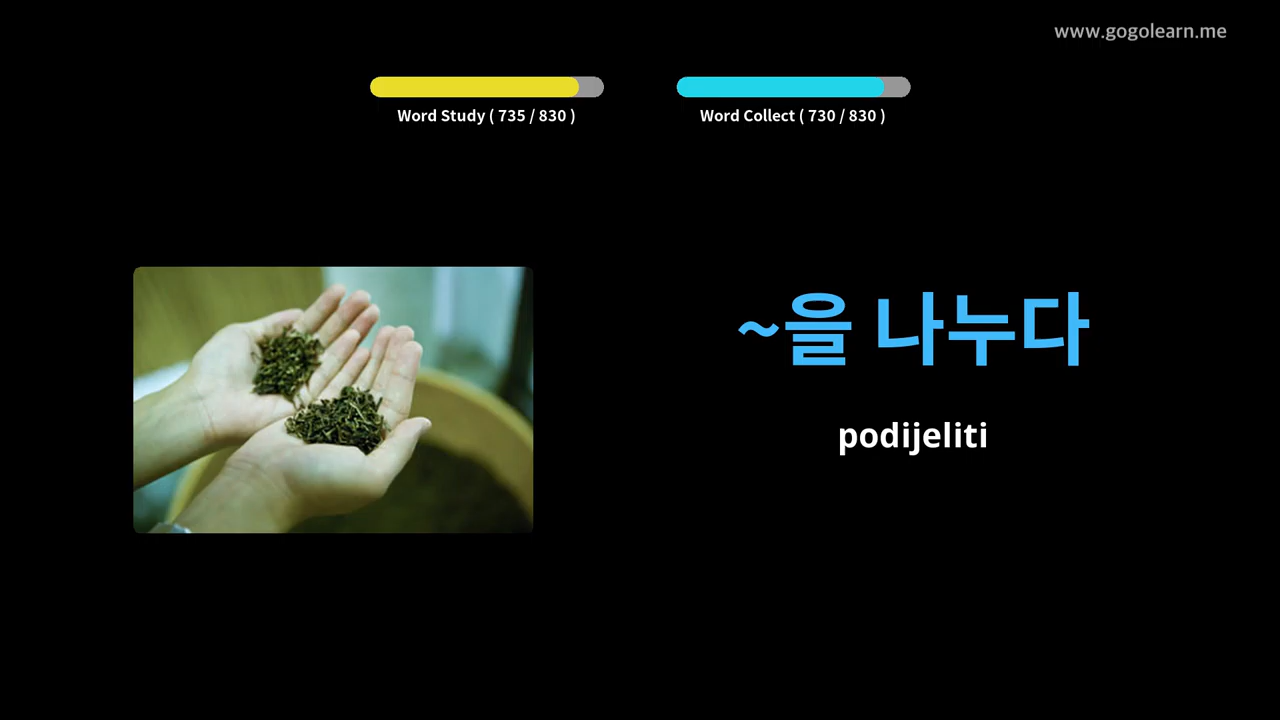 www.gogolearn.me
Word Study ( 735 / 830 )
Word Collect ( 730 / 830 )
~을 나누다
podijeliti